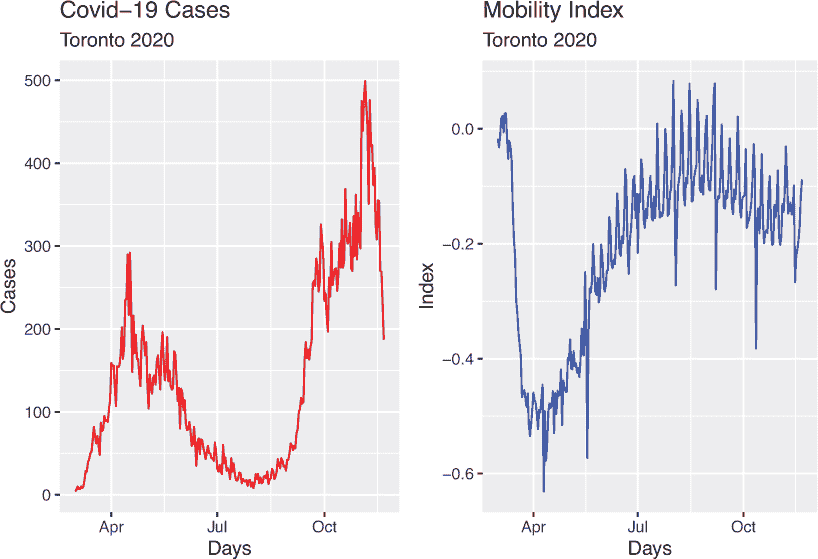 Covid−19 Cases
Toronto 2020
500
400
300
200
100
0
Cases
Apr
Jul
Oct
Days
Mobility Index
Toronto 2020
0.0
−0.2
−0.4
−0.6
Index
Apr
Jul
Oct
Days